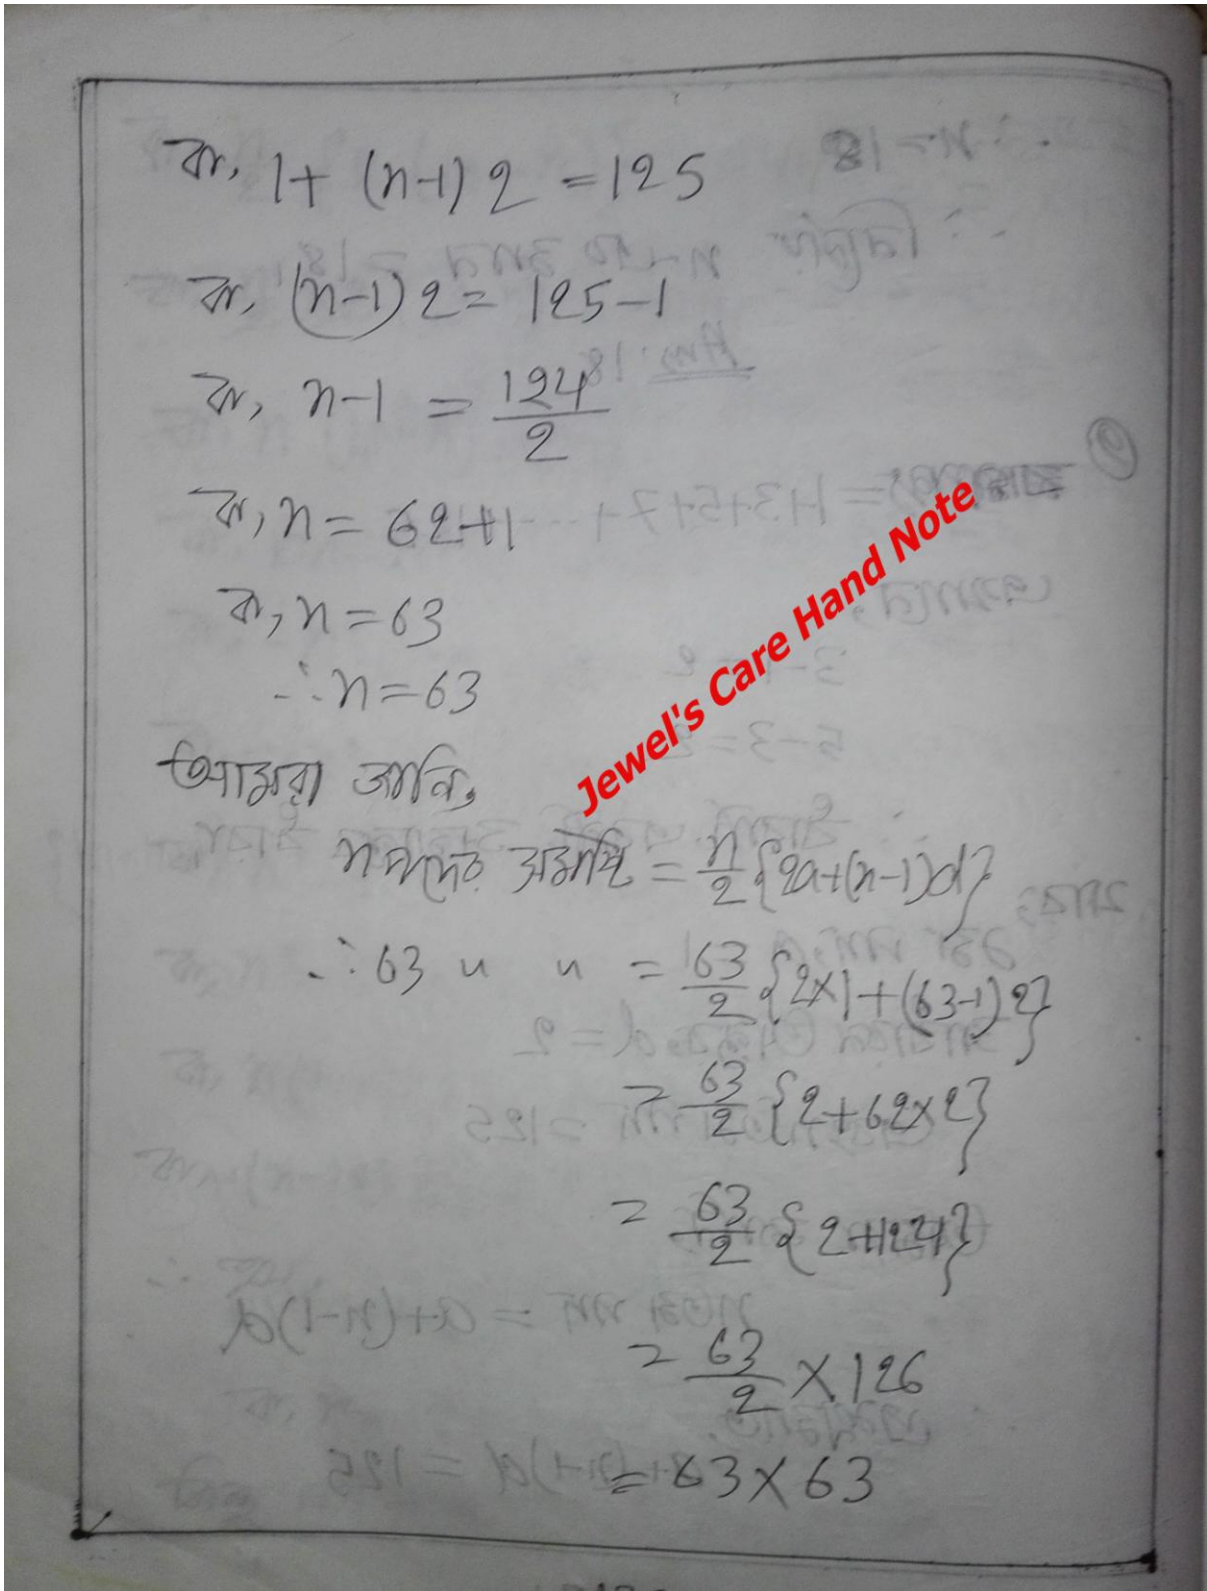 বা, 1+ (n-1) 2 = 125
বা, (n-1) 2 = 125-1
বা, n-1 = 124/2
বা, n = 62+1
বা, n = 63
∴ n = 63
আমরা জানি,
n পদের সমষ্টি = n/2 {2a+(n-1)d}
∴ 63 " " = 63/2 {2×1+(63-1)2}
= 63/2 {2+62×2}
= 63/2 {2+124}
= 63/2 × 126
= 63 × 63
Jewel's Care Hand Note